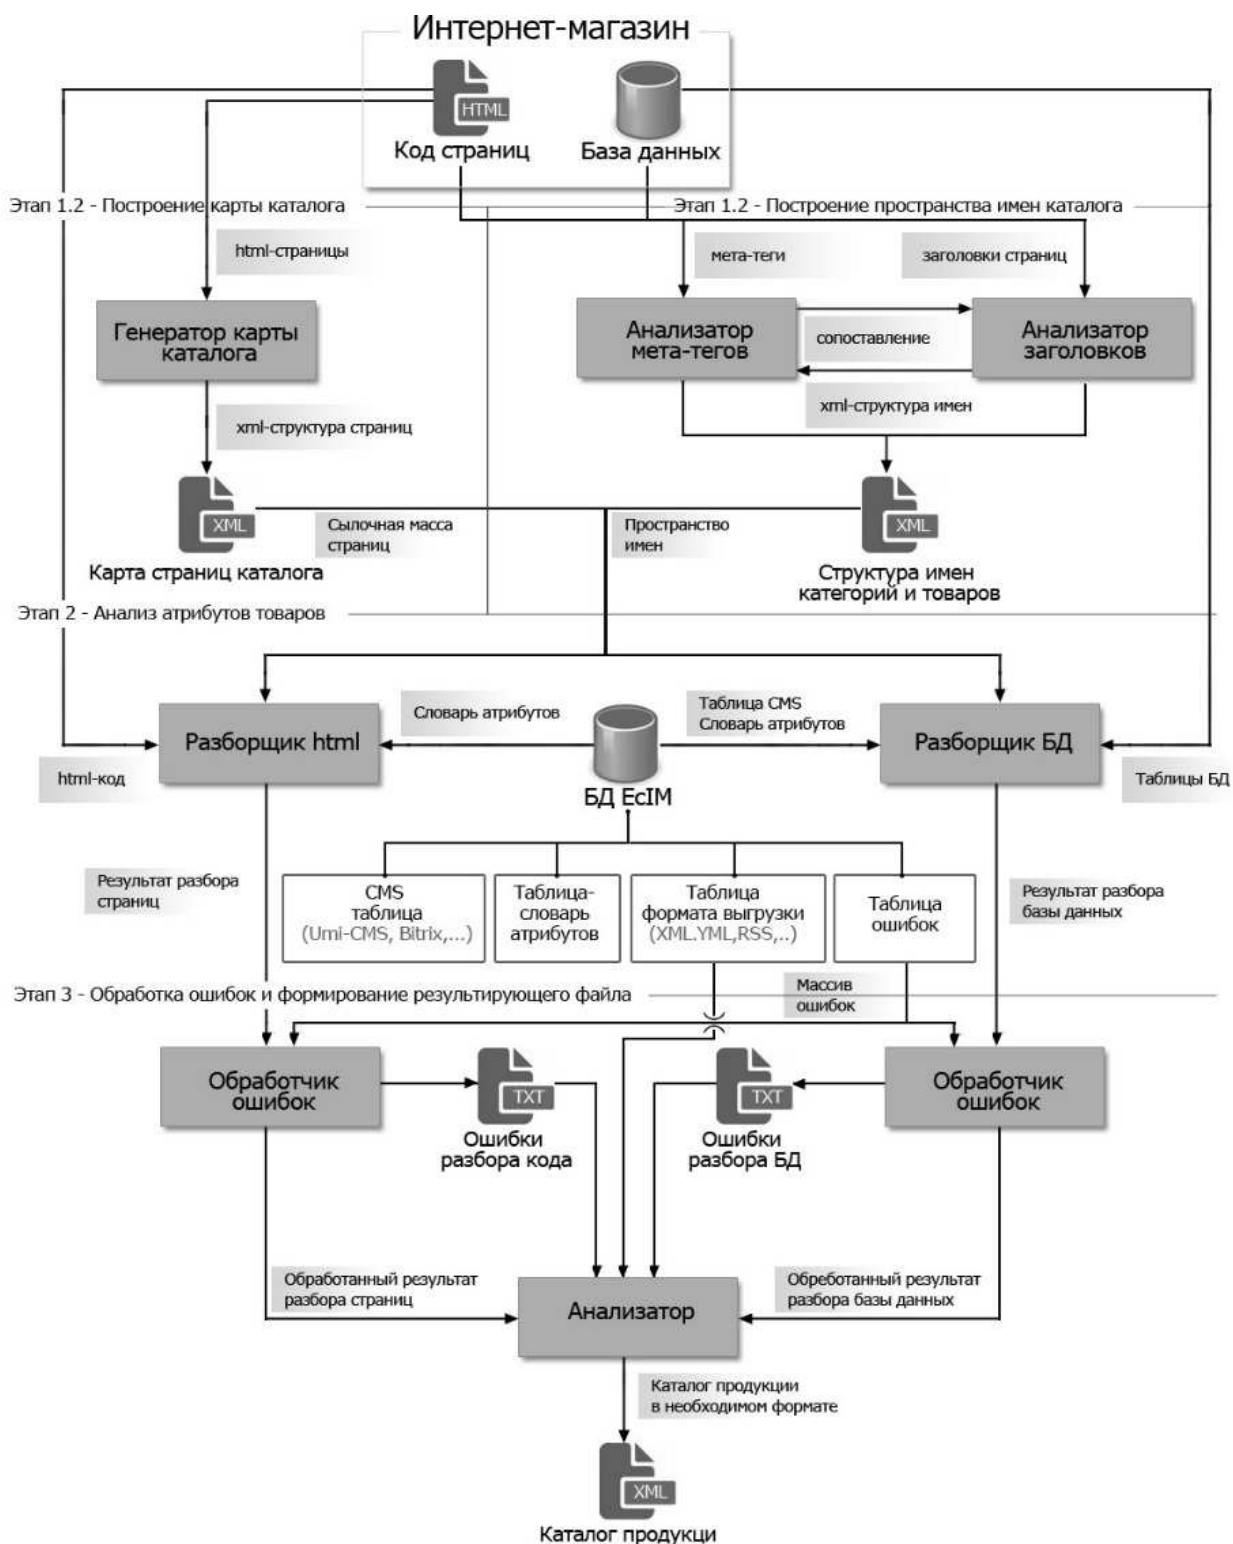 Интернет-магазин
HTML
Код страниц
База данных
Этап 1.2 - Построение карты каталога
Этап 1.2 - Построение пространства имен каталога
html-страницы
мета-теги
заголовки страниц
Генератор карты
каталога
Анализатор
мета-тегов
сопоставление
Анализатор
заголовков
xml-структура страниц
xml-структура имен
XML
Сылочная масса
страниц
Пространство
имен
XML
Карта страниц каталога
Структура имен
категорий и товаров
Этап 2 - Анализ атрибутов товаров
Словарь атрибутов
Таблица CMS
Словарь атрибутов
Разборщик html
Разборщик БД
html-код
БД EcIM
Таблицы БД
Результат разбора
страниц
CMS
таблица
(Umi-CMS, Bitrix,...)
Таблица-
словарь
атрибутов
Таблица
формата выгрузки
(XML.YML,RSS,..)
Таблица
ошибок
Результат разбора
базы данных
Этап 3 - Обработка ошибок и формирование результирующего файла
Массив
ошибок
Обработчик
ошибок
TXT
Ошибки
разбора кода
TXT
Ошибки
разбора БД
Обработчик
ошибок
Обработанный результат
разбора страниц
Анализатор
Обреботанный результат
разбора базы данных
Каталог продукции
в необходимом формате
XML
Каталог продукци